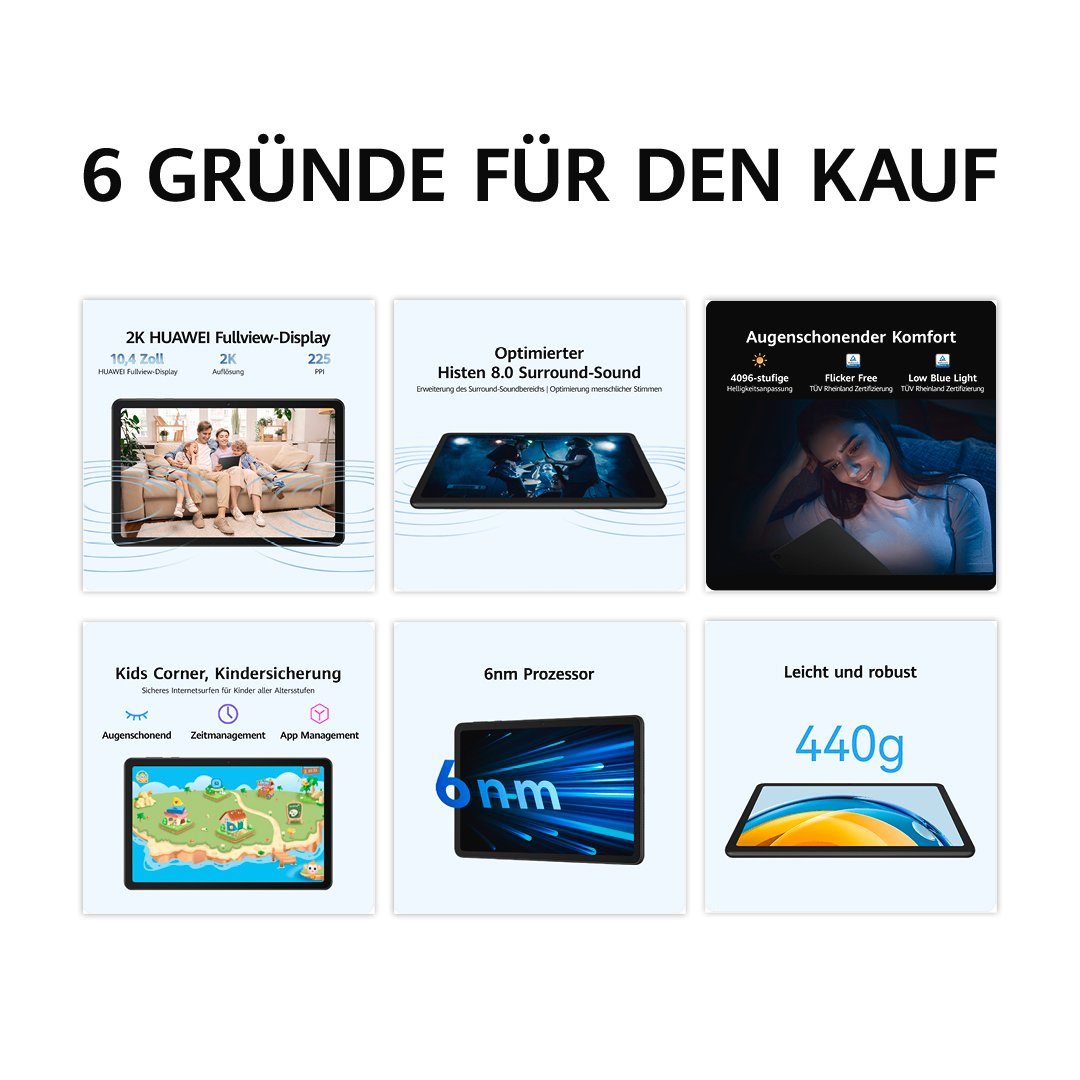 6 GRÜNDE FÜR DEN KAUF
2K HUAWEI Fullview-Display
10,4 Zoll
HUAWEI Fullview-Display
2K
Auflösung
225
PPI
Optimierter
Histen 8.0 Surround-Sound
Erweiterung des Surround-Soundbereichs | Optimierung menschlicher Stimmen
Augenschonender Komfort
4096-stufige
Helligkeitsanpassung
Flicker Free
TÜV Rheinland Zertifizierung
Low Blue Light
TÜV Rheinland Zertifizierung
Kids Corner, Kindersicherung
Sicheres Internetsurfen für Kinder aller Altersstufen
Augenschonend
Zeitmanagement
App Management
6nm Prozessor
6nm
Leicht und robust
440g